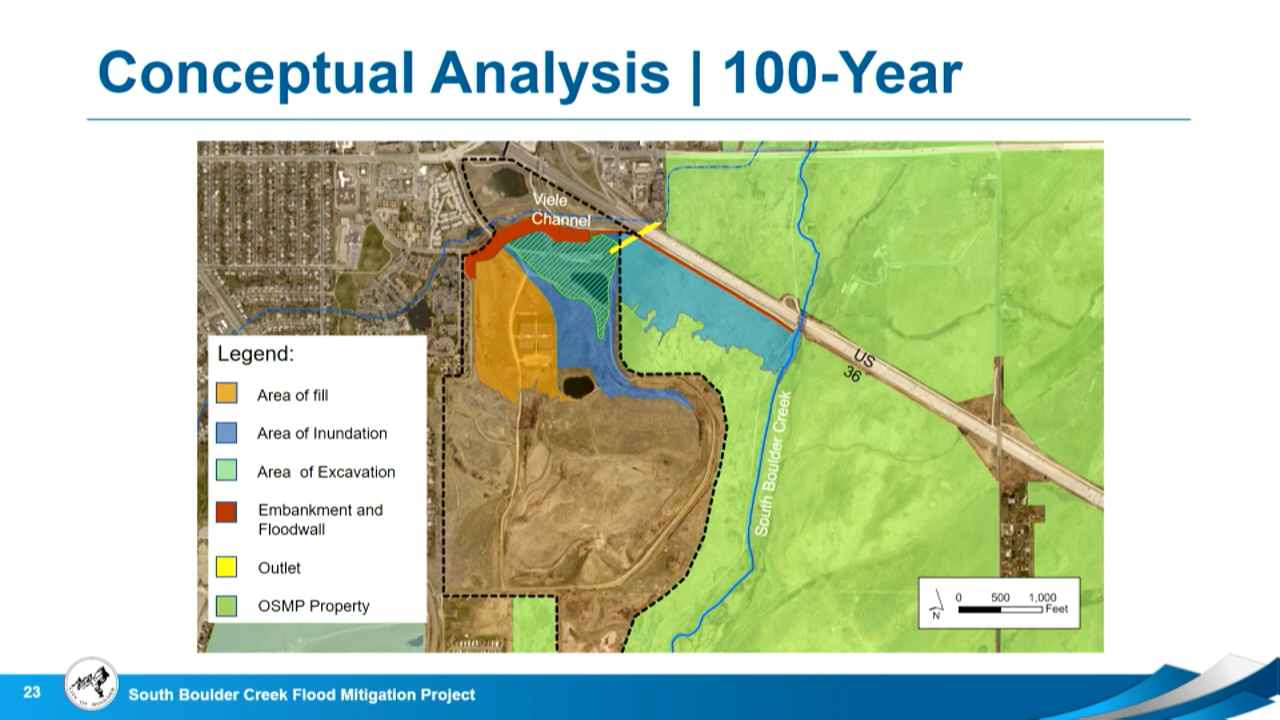 Conceptual Analysis | 100-Year
Viele
Channel
US
36
South Boulder Creek
Legend:
Area of fill
Area of Inundation
Area of Excavation
Embankment and
Floodwall
Outlet
OSMP Property
0 500 1,000
Feet
N
23
South Boulder Creek Flood Mitigation Project